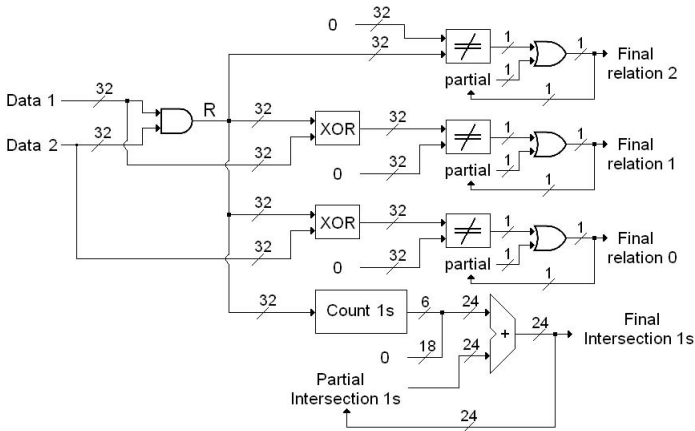 0
32
32
≠
1
partial
1
1
1
Final
relation 2
Data 1
32
Data 2
32
R
32
XOR
32
32
0
32
≠
1
partial
1
1
1
Final
relation 1
32
XOR
32
32
0
32
≠
1
partial
1
1
1
Final
relation 0
32
Count 1s
6
24
0
18
24
+
24
Final
Intersection 1s
Partial
Intersection 1s
24